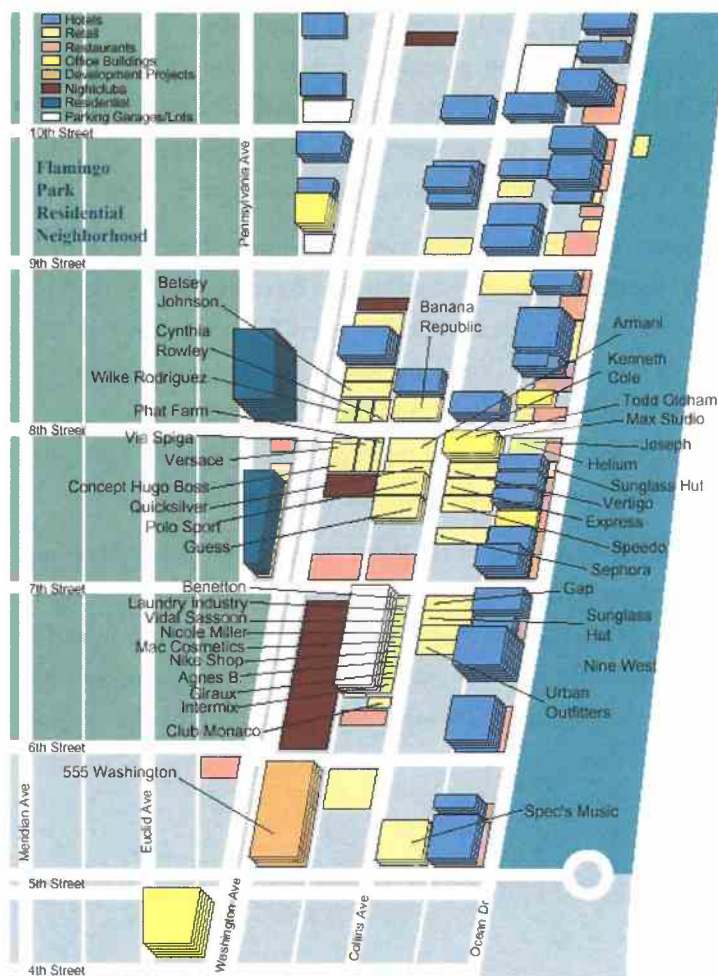 Hotels
Retail
Restaurants
Office Buildings
Development Projects
Nightclubs
Residential
Parking Garages/Lots
10th Street
Flamingo
Park
Residential
Neighborhood
Pennsylvania Ave
9th Street
Betsey
Johnson
Banana
Republic
Armani
Cynthia
Rowley
Kenneth
Cole
Wilke Rodriguez
Todd Oldham
Phat Farm
Max Studio
8th Street
Via Spiga
Joseph
Versace
Helium
Concept Hugo Boss
Sunglass Hut
Quicksilver
Vertigo
Polo Sport
Express
Guess
Speedo
Sephora
7th Street
Benetton
Gap
Laundry Industry
Vidal Sassoon
Sunglass
Hut
Nicole Miller
Mac Cosmetics
Nike Shop
Nine West
Agnes B.
Giraux
Urban
Outfitters
Intermix
Club Monaco
6th Street
555 Washington
Meridian Ave
Euclid Ave
Spec's Music
5th Street
Washington Ave
Collins Ave
Ocean Dr
4th Street